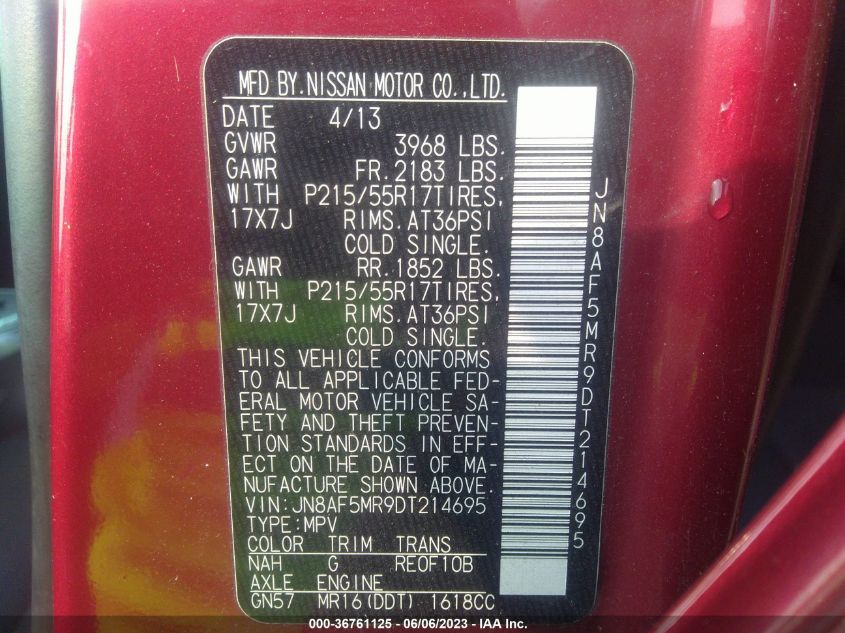 MFD BY.NISSAN MOTOR CO.,LTD.
DATE 4/13
GVWR 3968 LBS.
GAWR FR.2183 LBS.
WITH P215/55R17TIRES,
17X7J RIMS.AT36PSI
COLD SINGLE.
GAWR RR.1852 LBS.
WITH P215/55R17TIRES,
17X7J RIMS.AT36PSI
COLD SINGLE.
THIS VEHICLE CONFORMS
TO ALL APPLICABLE FED-
ERAL MOTOR VEHICLE SA-
FETY AND THEFT PREVEN-
TION STANDARDS IN EFF-
ECT ON THE DATE OF MA-
NUFACTURE SHOWN ABOVE.
VIN:JN8AF5MR9DT214695
TYPE:MPV
COLOR TRIM TRANS
NAH G REOF10B
AXLE ENGINE
GN57 MR16(DDT) 1618CC
JN8AF5MR9DT214695
000-36761125 - 06/06/2023 - IAA Inc.